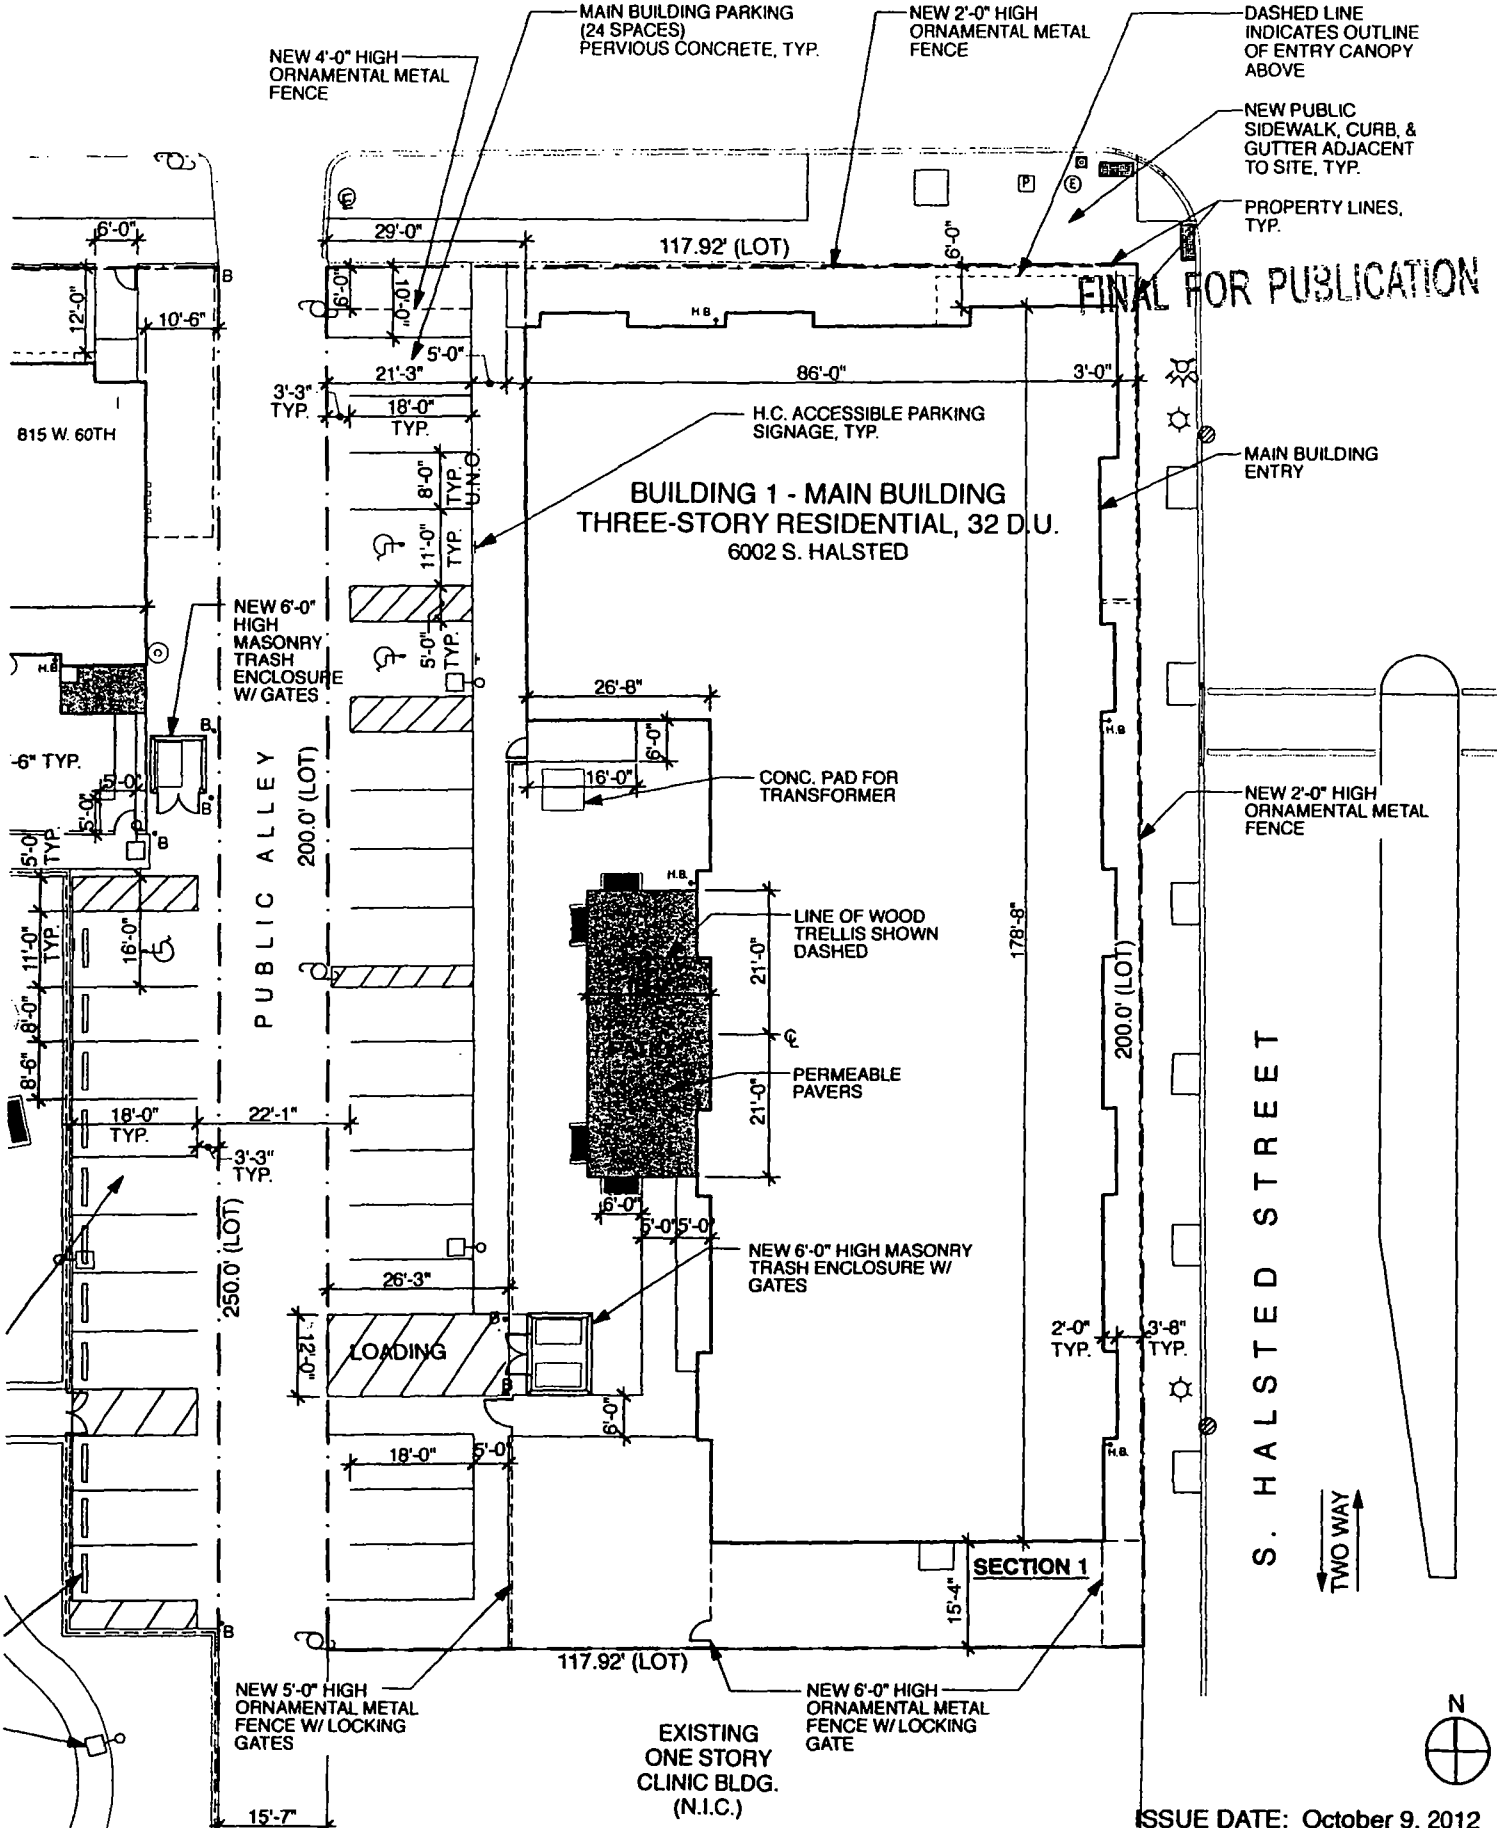 MAIN BUILDING PARKING
(24 SPACES)
PERVIOUS CONCRETE, TYP.
NEW 2'-0" HIGH
ORNAMENTAL METAL
FENCE
DASHED LINE
INDICATES OUTLINE
OF ENTRY CANOPY
ABOVE
NEW 4'-0" HIGH
ORNAMENTAL METAL
FENCE
NEW PUBLIC
SIDEWALK, CURB, &
GUTTER ADJACENT
TO SITE, TYP.
P
E
PROPERTY LINES,
TYP.
6'-0"
29'-0"
117.92' (LOT)
6'-0"
B
FINAL FOR PUBLICATION
12'-0"
10'-6"
10'-0"
H.B.
5'-0"
21'-3"
86'-0"
3'-0"
3'-3"
TYP.
18'-0"
TYP.
H.C. ACCESSIBLE PARKING
SIGNAGE, TYP.
815 W. 60TH
MAIN BUILDING
ENTRY
8'-0"
TYP.
U.N.O.
BUILDING 1 - MAIN BUILDING
THREE-STORY RESIDENTIAL, 32 D.U.
6002 S. HALSTED
11'-0"
TYP.
NEW 6'-0"
HIGH
MASONRY
TRASH
ENCLOSURE
W/ GATES
5'-0"
TYP.
H.B.
C
26'-8"
6'-0"
H.B.
B
-6" TYP.
5'-0"
16'-0"
CONC. PAD FOR
TRANSFORMER
NEW 2'-0" HIGH
ORNAMENTAL METAL
FENCE
5'-0"
B
B
200.0' (LOT)
PUBLIC ALLEY
5'-0"
TYP.
H.B.
LINE OF WOOD
TRELLIS SHOWN
DASHED
11'-0"
TYP.
16'-0"
21'-0"
178'-8"
200.0' (LOT)
8'-0"
8'-6"
PERMEABLE
PAVERS
21'-0"
18'-0"
TYP.
22'-1"
3'-3"
TYP.
S. HALSTED STREET
6'-0"
5'-0"
5'-0"
250.0' (LOT)
NEW 6'-0" HIGH MASONRY
TRASH ENCLOSURE W/
GATES
26'-3"
B
12'-0"
LOADING
B
2'-0"
TYP.
3'-8"
TYP.
6'-0"
18'-0"
5'-0"
H.B.
TWO WAY
SECTION 1
15'-4"
B
117.92' (LOT)
NEW 5'-0" HIGH
ORNAMENTAL METAL
FENCE W/ LOCKING
GATES
NEW 6'-0" HIGH
ORNAMENTAL METAL
FENCE W/ LOCKING
GATE
EXISTING
ONE STORY
CLINIC BLDG.
(N.I.C.)
N
15'-7"
ISSUE DATE: October 9, 2012